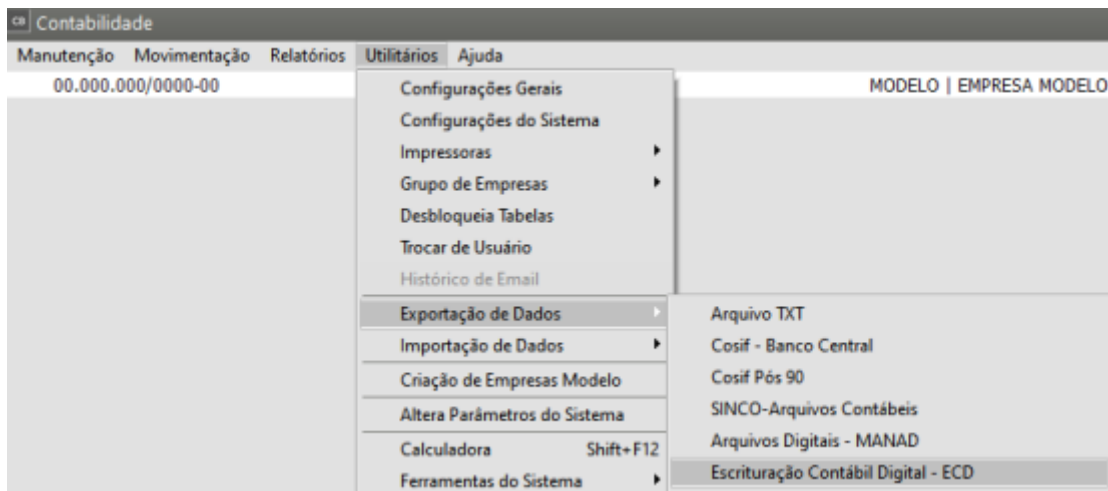 CB Contabilidade
Manutenção Movimentação Relatórios Utilitários Ajuda
00.000.000/0000-00 MODELO | EMPRESA MODELO
Configurações Gerais
Configurações do Sistema
Impressoras
Grupo de Empresas
Desbloqueia Tabelas
Trocar de Usuário
Histórico de Email
Exportação de Dados
Importação de Dados
Criação de Empresas Modelo
Altera Parâmetros do Sistema
Calculadora Shift+F12
Ferramentas do Sistema
Arquivo TXT
Cosif - Banco Central
Cosif Pós 90
SINCO-Arquivos Contábeis
Arquivos Digitais - MANAD
Escrituração Contábil Digital - ECD